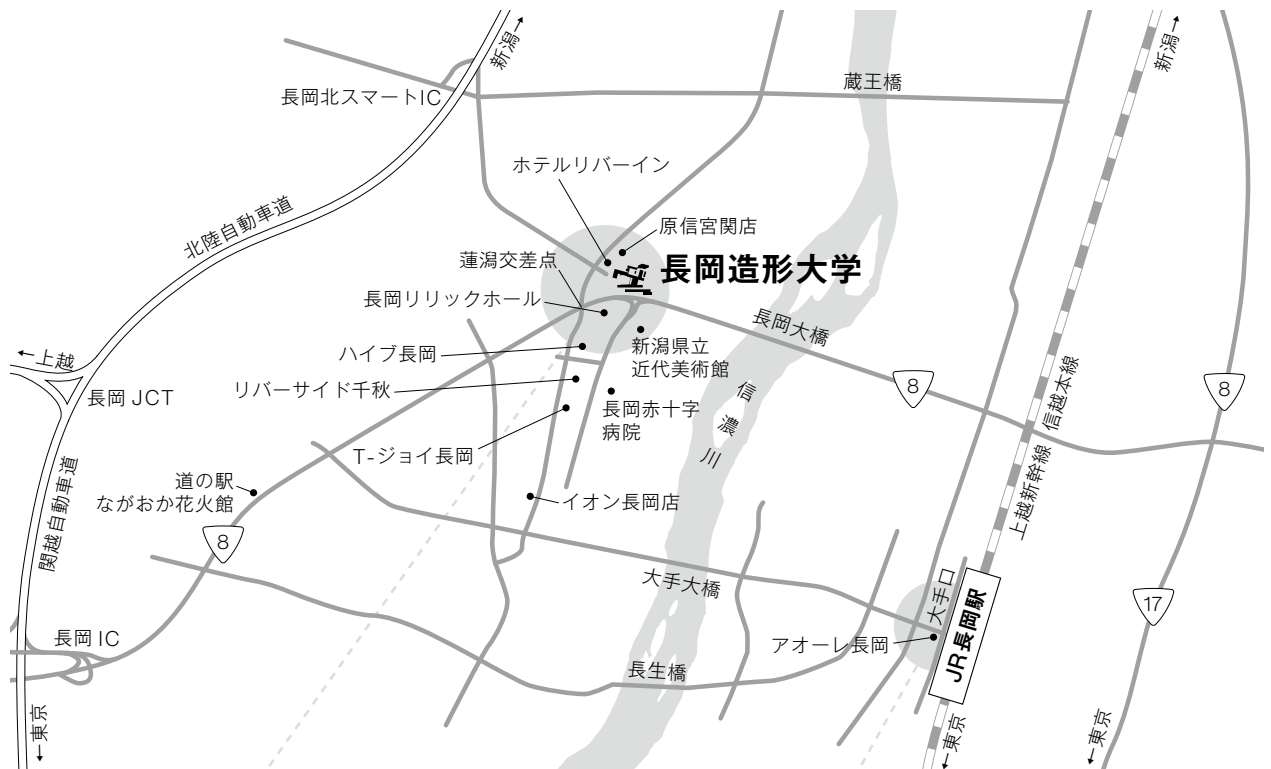 新潟→
新潟→
長岡北スマートIC
蔵王橋
ホテルリバーイン
原信宮関店
北陸自動車道
蓮潟交差点
長岡造形大学
長岡リリックホール
長岡大橋
ハイブ長岡
新潟県立
近代美術館
←上越
リバーサイド千秋
長岡JCT
8
8
信濃川
長岡赤十字
病院
信越本線
上越新幹線
T-ジョイ長岡
道の駅
ながおか花火館
イオン長岡店
関越自動車道
8
大手大橋
大手口
17
長岡IC
アオーレ長岡
JR長岡駅
長生橋
←東京
←東京
←東京